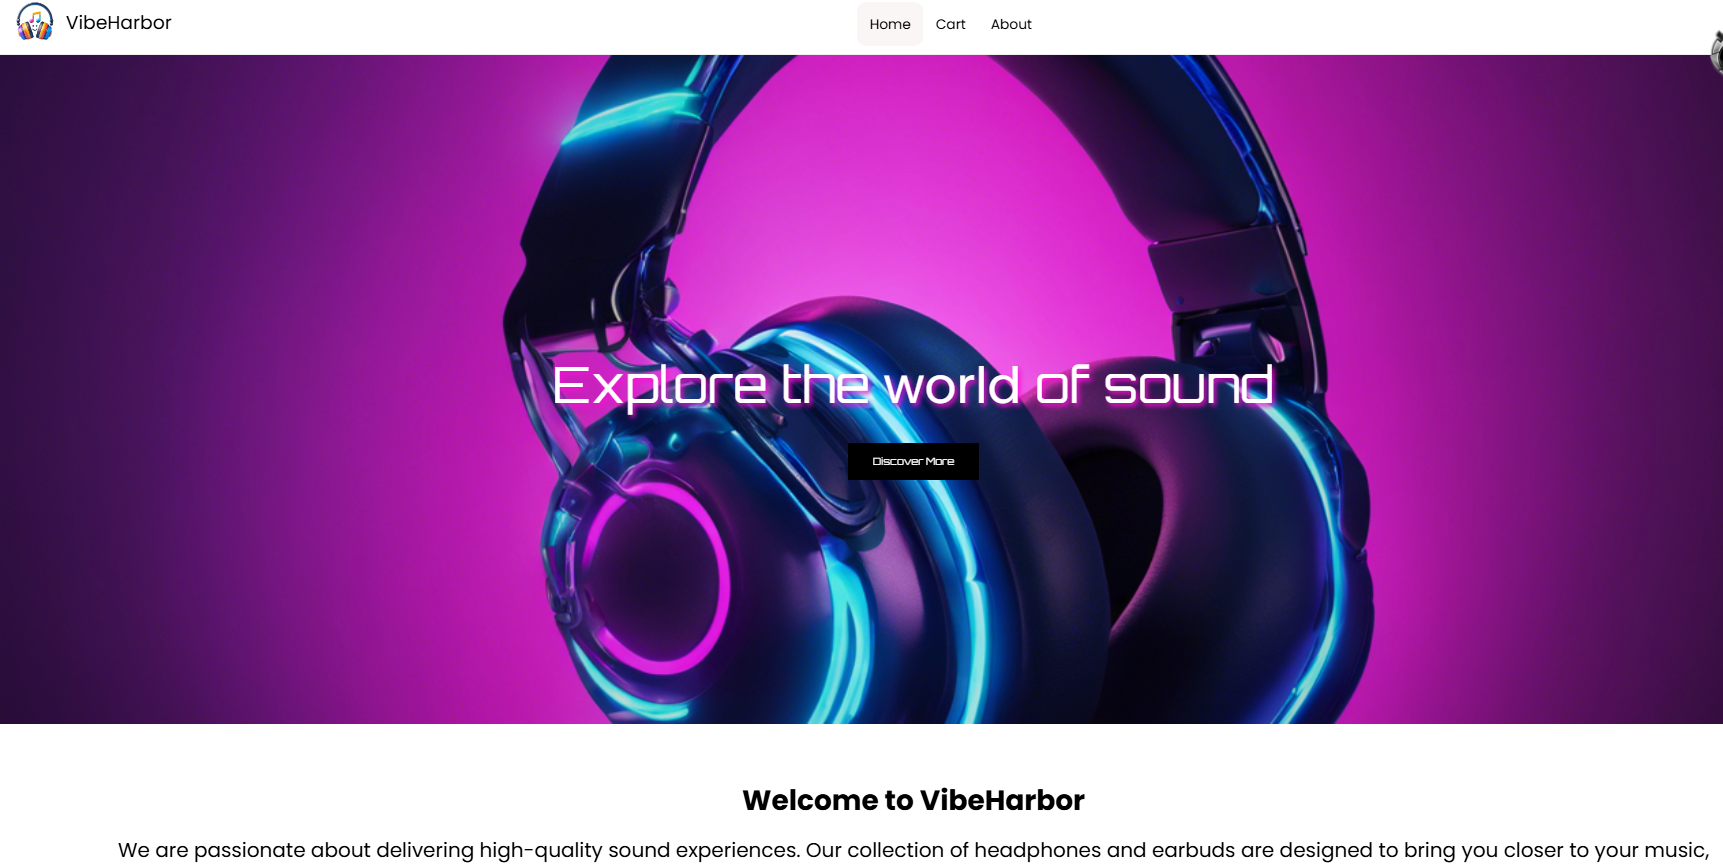 VibeHarbor
Home Cart About
Explore the world of sound
Discover More
Welcome to VibeHarbor
We are passionate about delivering high-quality sound experiences. Our collection of headphones and earbuds are designed to bring you closer to your music,